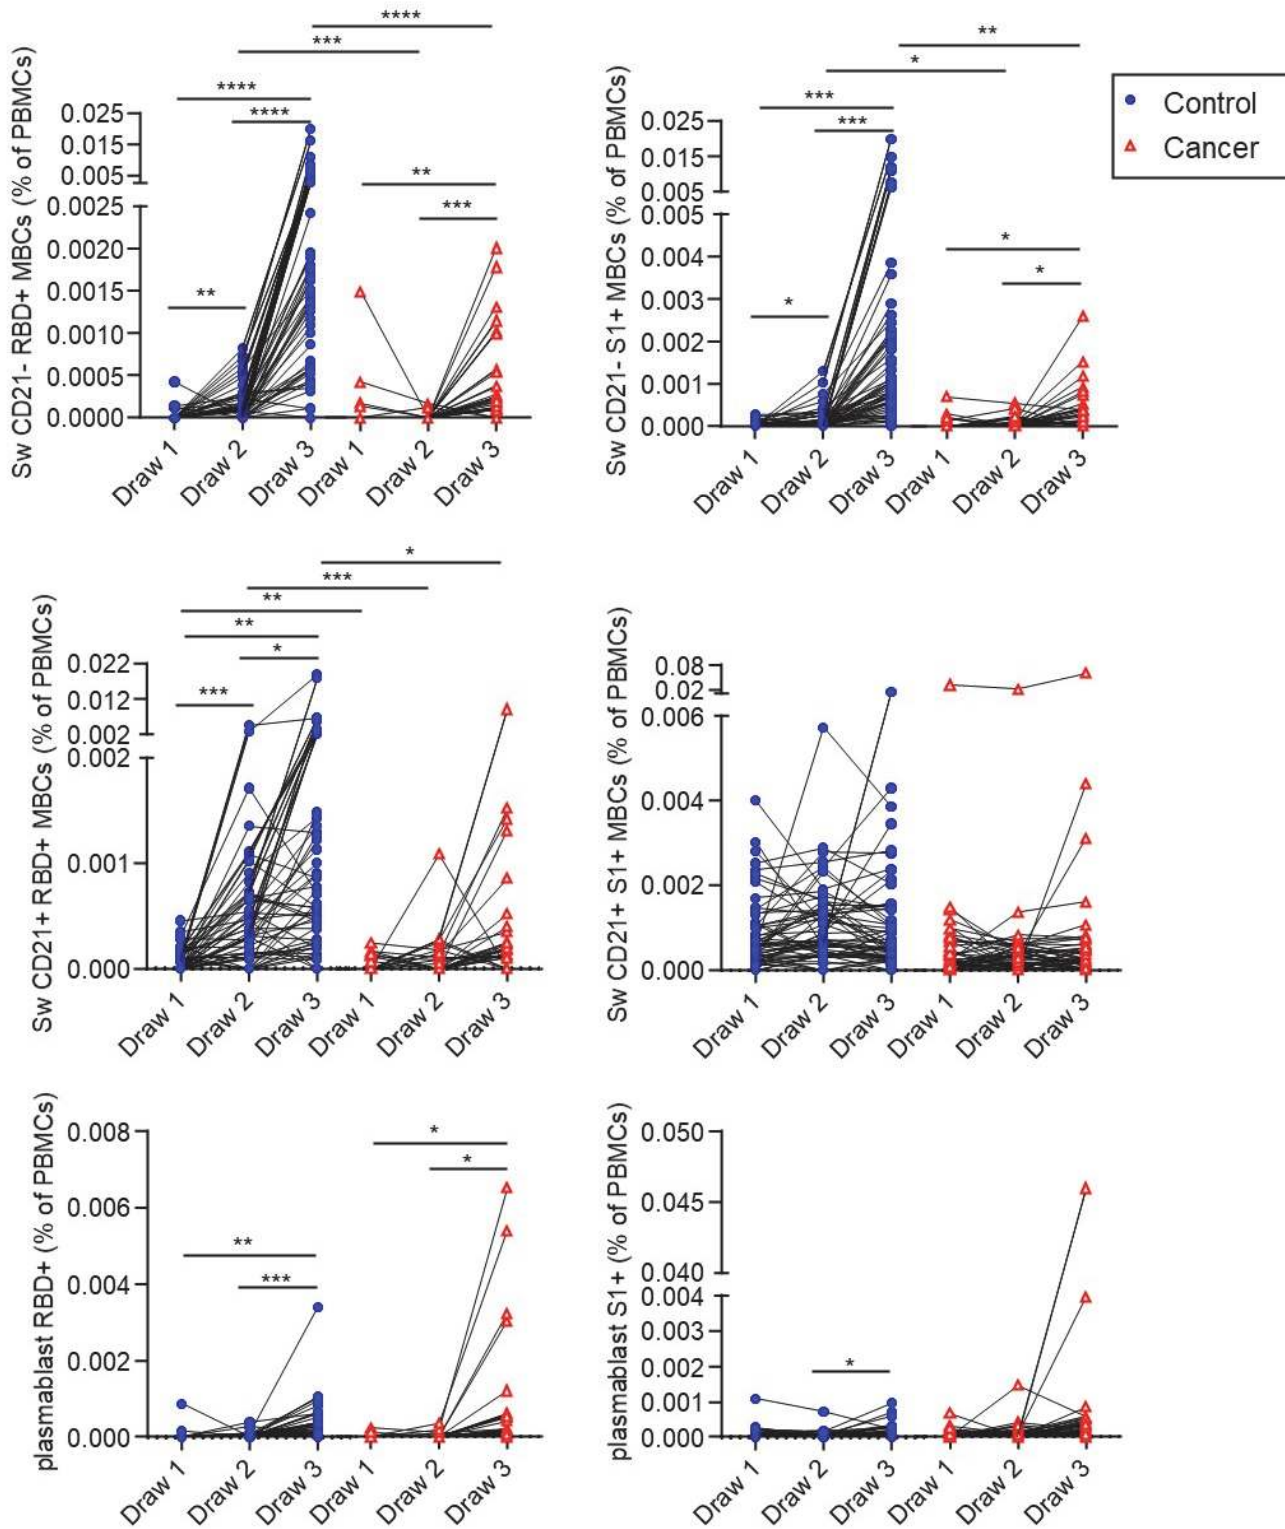 Sw CD21- RBD+ MBCs (% of PBMCs)
****
***
****
****
**
***
**
0.025
0.015
0.005
0.0025
0.0020
0.0015
0.0010
0.0005
0.0000
Draw 1
Draw 2
Draw 3
Draw 1
Draw 2
Draw 3
Sw CD21- S1+ MBCs (% of PBMCs)
**
*
***
***
*
*
*
0.025
0.015
0.005
0.005
0.004
0.003
0.002
0.001
0.000
Draw 1
Draw 2
Draw 3
Draw 1
Draw 2
Draw 3
Control
Cancer
Sw CD21+ RBD+ MBCs (% of PBMCs)
*
***
**
**
*
***
0.022
0.012
0.002
0.002
0.001
0.000
Draw 1
Draw 2
Draw 3
Draw 1
Draw 2
Draw 3
Sw CD21+ S1+ MBCs (% of PBMCs)
0.08
0.02
0.006
0.004
0.002
0.000
Draw 1
Draw 2
Draw 3
Draw 1
Draw 2
Draw 3
plasmablast RBD+ (% of PBMCs)
*
*
**
***
0.008
0.006
0.004
0.002
0.000
Draw 1
Draw 2
Draw 3
Draw 1
Draw 2
Draw 3
plasmablast S1+ (% of PBMCs)
*
0.050
0.045
0.040
0.004
0.003
0.002
0.001
0.000
Draw 1
Draw 2
Draw 3
Draw 1
Draw 2
Draw 3